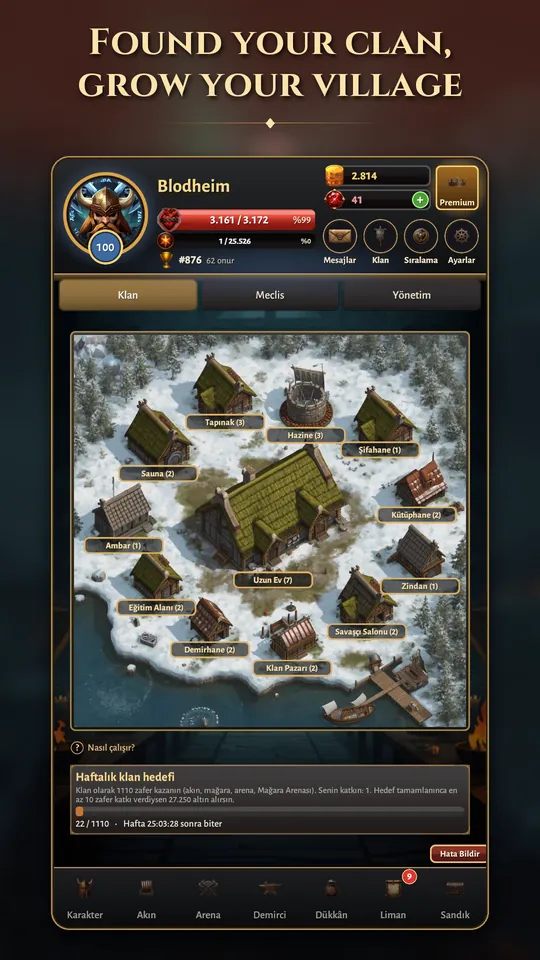 FOUND YOUR CLAN,
GROW YOUR VILLAGE
Blodheim
2.814
3.161 / 3.172 %99
41
+
Premium
100
1 / 25.526 %0
#876 62 onur
Mesajlar Klan Sıralama Ayarlar
Klan Meclis Yönetim
Tapınak (3)
Hazine (3)
Şifahane (1)
Sauna (2)
Kütüphane (2)
Ambar (1)
Uzun Ev (7)
Zindan (1)
Eğitim Alanı (2)
Savaşçı Salonu (2)
Demirhane (2)
Klan Pazarı (2)
? Nasıl çalışır?
Haftalık klan hedefi
Klan olarak 1110 zafer kazanın (akın, mağara, arena, Mağara Arenası). Senin katkın: 1. Hedef tamamlanınca en
az 10 zafer katkı verdiysen 27.250 altın alırsın.
22 / 1110 · Hafta 25:03:28 sonra biter
Hata Bildir
9
Karakter Akın Arena Demirci Dükkân Liman Sandık